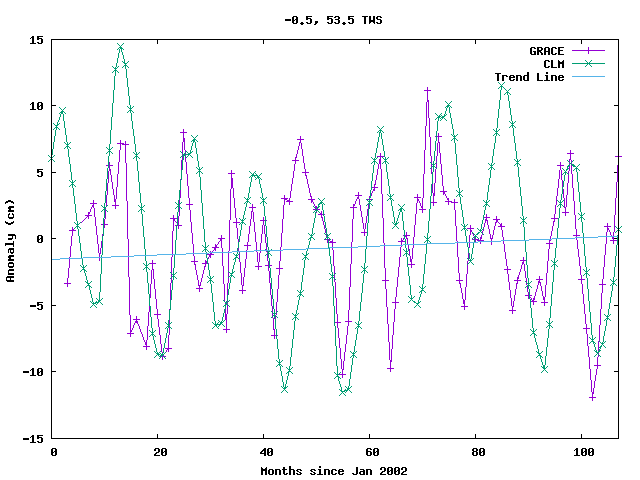 -0.5, 53.5 TWS
GRACE
CLM
Trend Line
15
10
5
0
-5
-10
-15
Anomaly (cm)
0 20 40 60 80 100
Months since Jan 2002